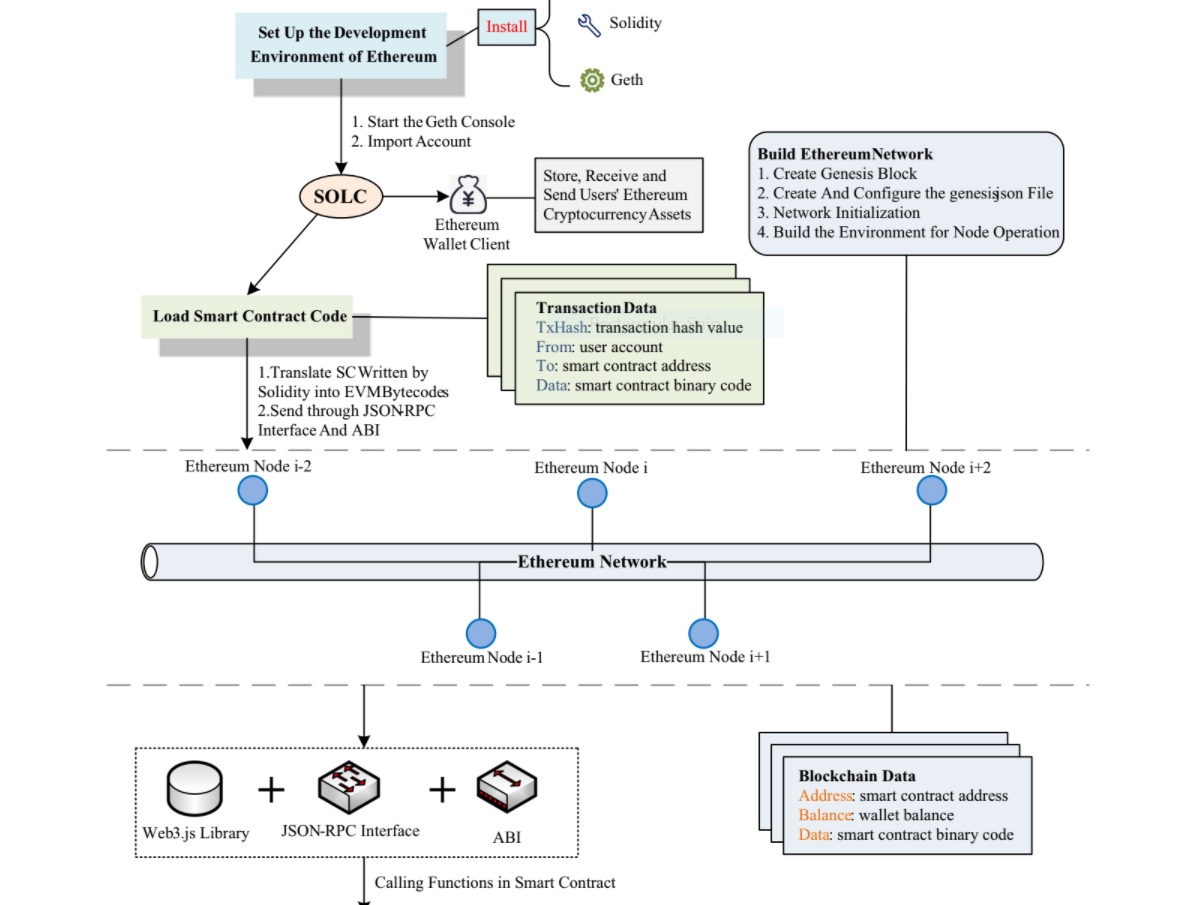 Set Up the Development
Environment of Ethereum
Install
Solidity
Geth
1. Start the Geth Console
2. Import Account
SOLC
¥
Ethereum
Wallet Client
Store, Receive and
Send Users' Ethereum
Cryptocurrency Assets
Build Ethereum Network
1. Create Genesis Block
2. Create And Configure the genesisjson File
3. Network Initialization
4. Build the Environment for Node Operation
Load Smart Contract Code
Transaction Data
TxHash: transaction hash value
From: user account
To: smart contract address
Data: smart contract binary code
1.Translate SC Written by
Solidity into EVMBytecodes
2.Send through JSON-RPC
Interface And ABI
Ethereum Node i-2
Ethereum Node i
Ethereum Node i+2
Ethereum Network
Ethereum Node i-1
Ethereum Node i+1
Web3.js Library
+
JSON-RPC Interface
+
ABI
Blockchain Data
Address: smart contract address
Balance: wallet balance
Data: smart contract binary code
Calling Functions in Smart Contract